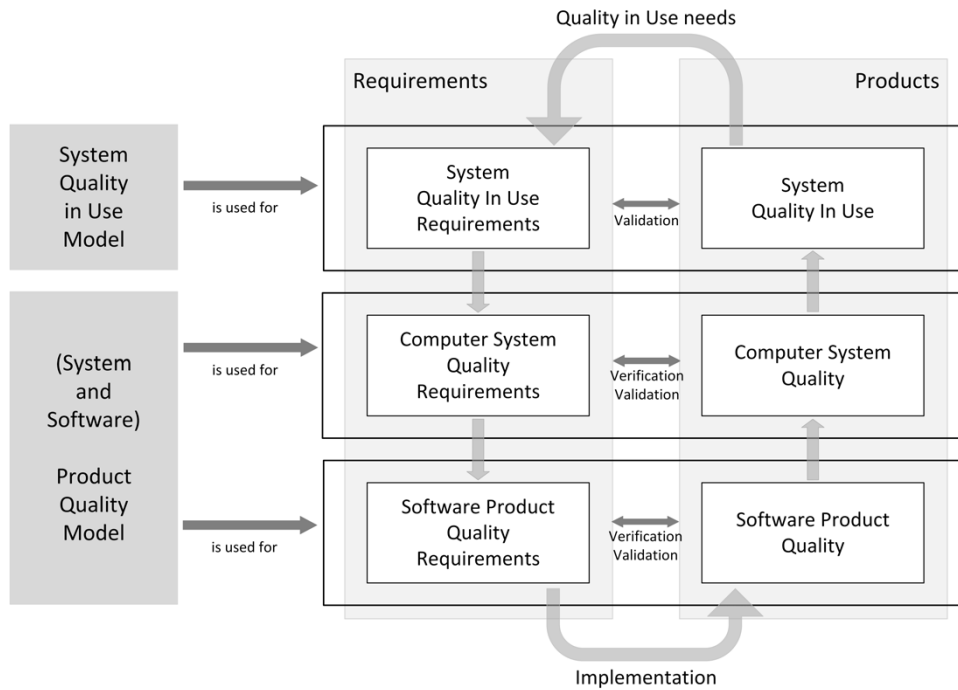 Quality in Use needs
Requirements
Products
System
Quality
in Use
Model
is used for
System
Quality In Use
Requirements
Validation
System
Quality In Use
(System
and
Software)
Product
Quality
Model
is used for
Computer System
Quality
Requirements
Verification
Validation
Computer System
Quality
is used for
Software Product
Quality
Requirements
Verification
Validation
Software Product
Quality
Implementation